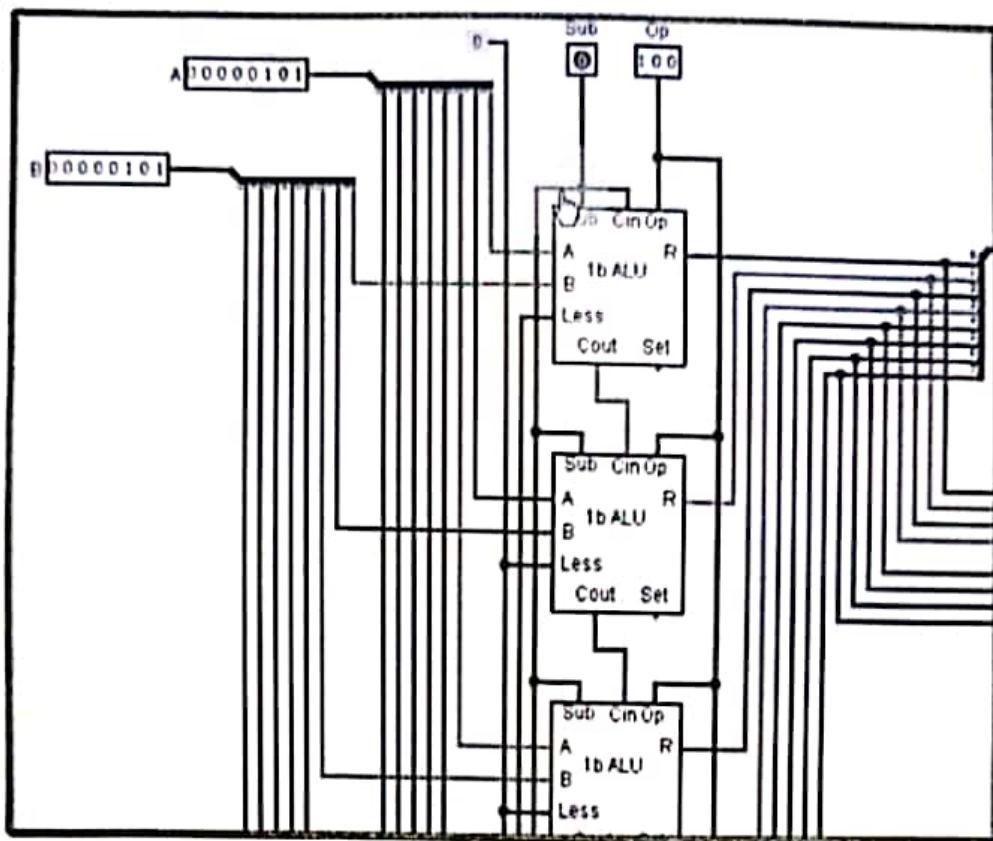 Sub Op
0
0 100
A 00000101
B 00000101
Sub Cin Op
A R
1b ALU
B
Less
Cout Set
Sub Cin Op
A R
1b ALU
B
Less
Cout Set
Sub Cin Op
A R
1b ALU
B
Less